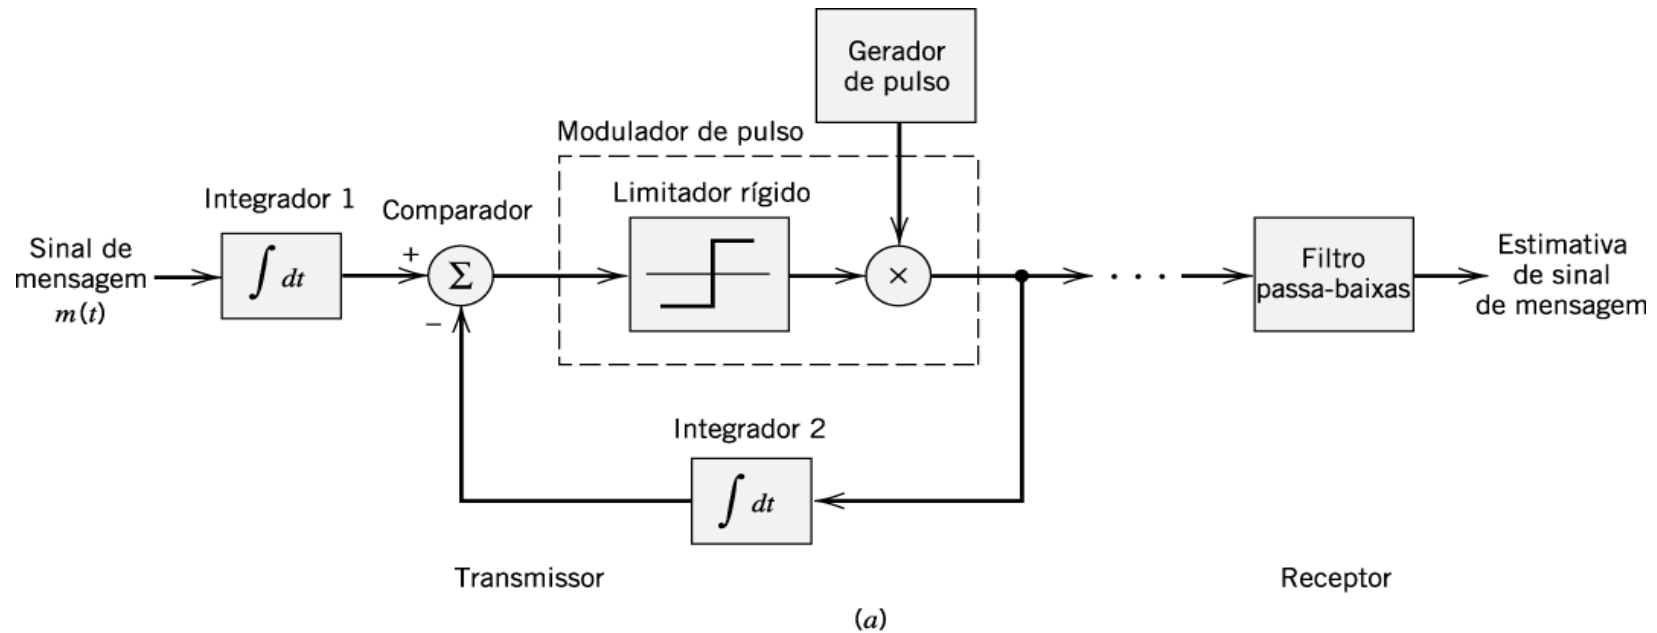 Gerador
de pulso
Modulador de pulso
Integrador 1
Comparador
Limitador rígido
Sinal de
mensagem
m(t)
∫ dt
+
Σ
−
×
. . .
Filtro
passa-baixas
Estimativa
de sinal
de mensagem
Integrador 2
∫ dt
Transmissor
Receptor
(a)